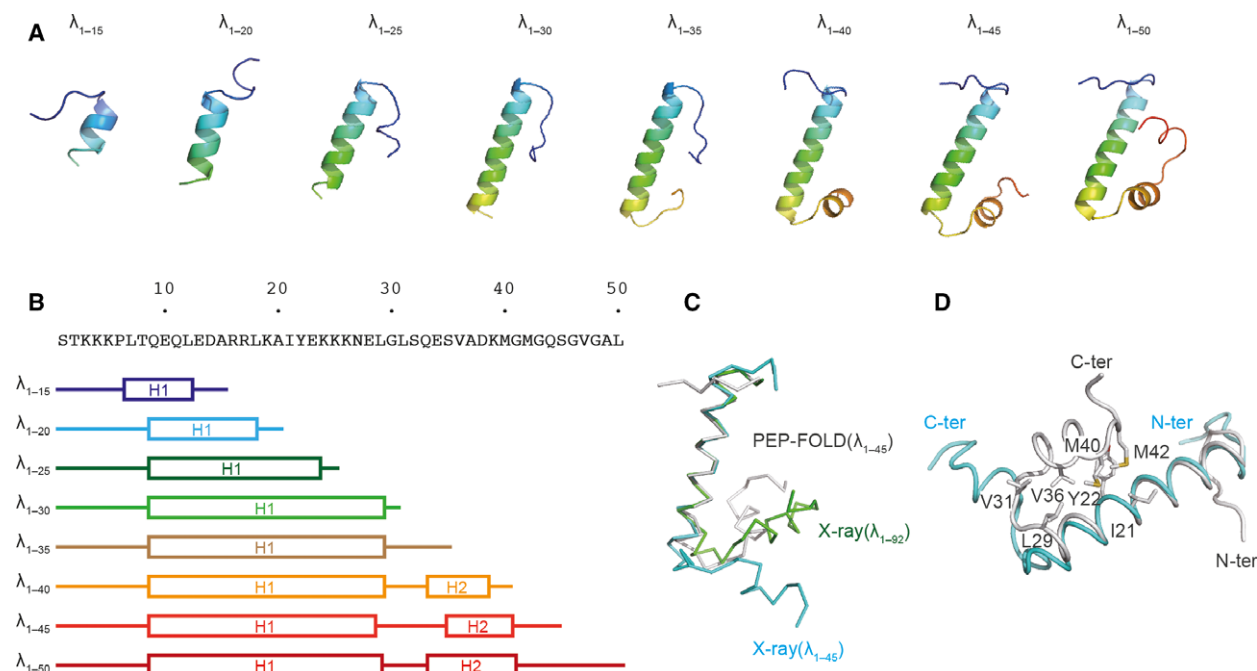 λ1–15 λ1–20 λ1–25 λ1–30 λ1–35 λ1–40 λ1–45 λ1–50
A
B
10 20 30 40 50
STKKKPLTQEQLEDARRLKAIYEKKKNELGLSQESVADKMGMGQSGVGAL
λ1–15 H1
λ1–20 H1
λ1–25 H1
λ1–30 H1
λ1–35 H1
λ1–40 H1 H2
λ1–45 H1 H2
λ1–50 H1 H2
C
PEP-FOLD(λ1–45)
X-ray(λ1–92)
X-ray(λ1–45)
D
C-ter
C-ter
N-ter
M40
M42
V31
V36
Y22
I21
L29
N-ter